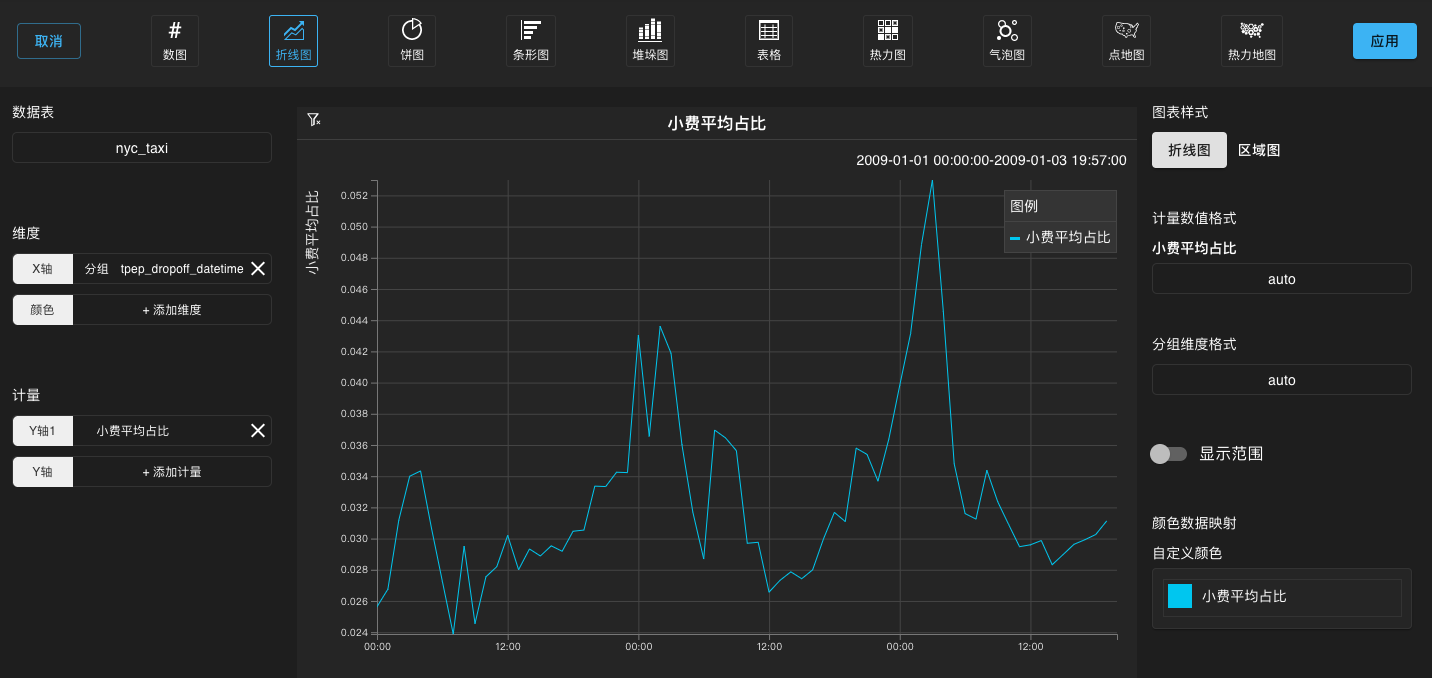 取消
数图
折线图
饼图
条形图
堆垛图
表格
热力图
气泡图
点地图
热力地图
应用
数据表
nyc_taxi
维度
X轴 分组 tpep_dropoff_datetime
颜色 + 添加维度
计量
Y轴1 小费平均占比
Y轴 + 添加计量
小费平均占比
2009-01-01 00:00:00-2009-01-03 19:57:00
小费平均占比
图例
小费平均占比
0.052
0.050
0.048
0.046
0.044
0.042
0.040
0.038
0.036
0.034
0.032
0.030
0.028
0.026
0.024
00:00 12:00 00:00 12:00 00:00 12:00
图表样式
折线图 区域图
计量数值格式
小费平均占比
auto
分组维度格式
auto
显示范围
颜色数据映射
自定义颜色
小费平均占比